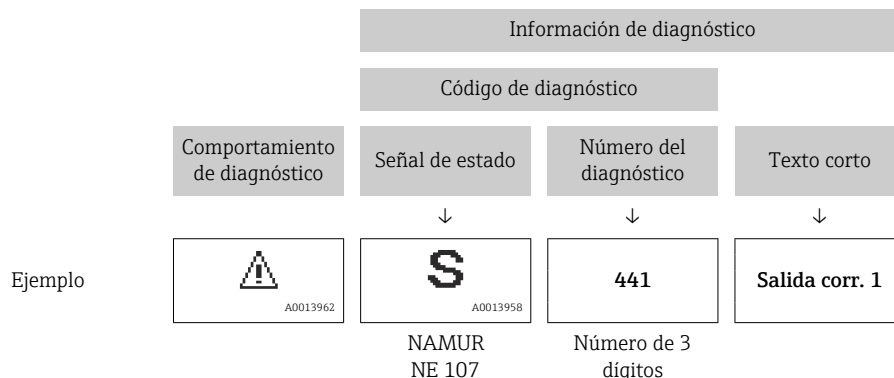 Información de diagnóstico
Código de diagnóstico
Comportamiento
de diagnóstico
Señal de estado
Número del
diagnóstico
Texto corto
↓ ↓ ↓
Ejemplo
A0013962
S
A0013958
441
Salida corr. 1
NAMUR
NE 107
Número de 3
dígitos